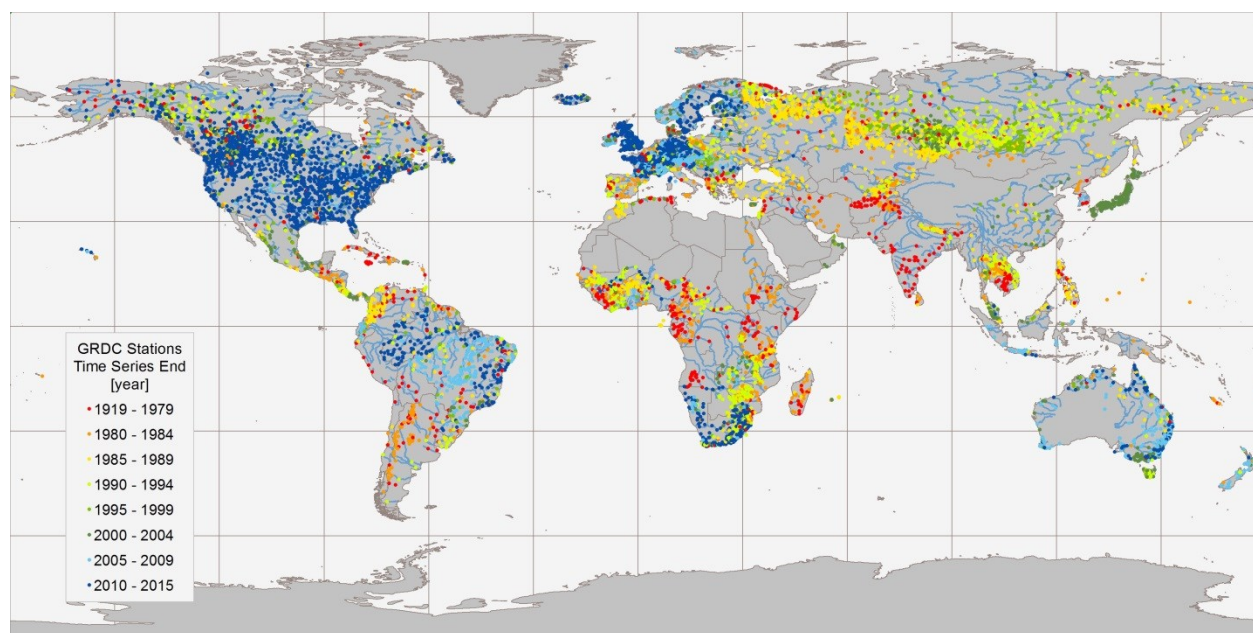 GRDC Stations
Time Series End
[year]
1919 - 1979
1980 - 1984
1985 - 1989
1990 - 1994
1995 - 1999
2000 - 2004
2005 - 2009
2010 - 2015